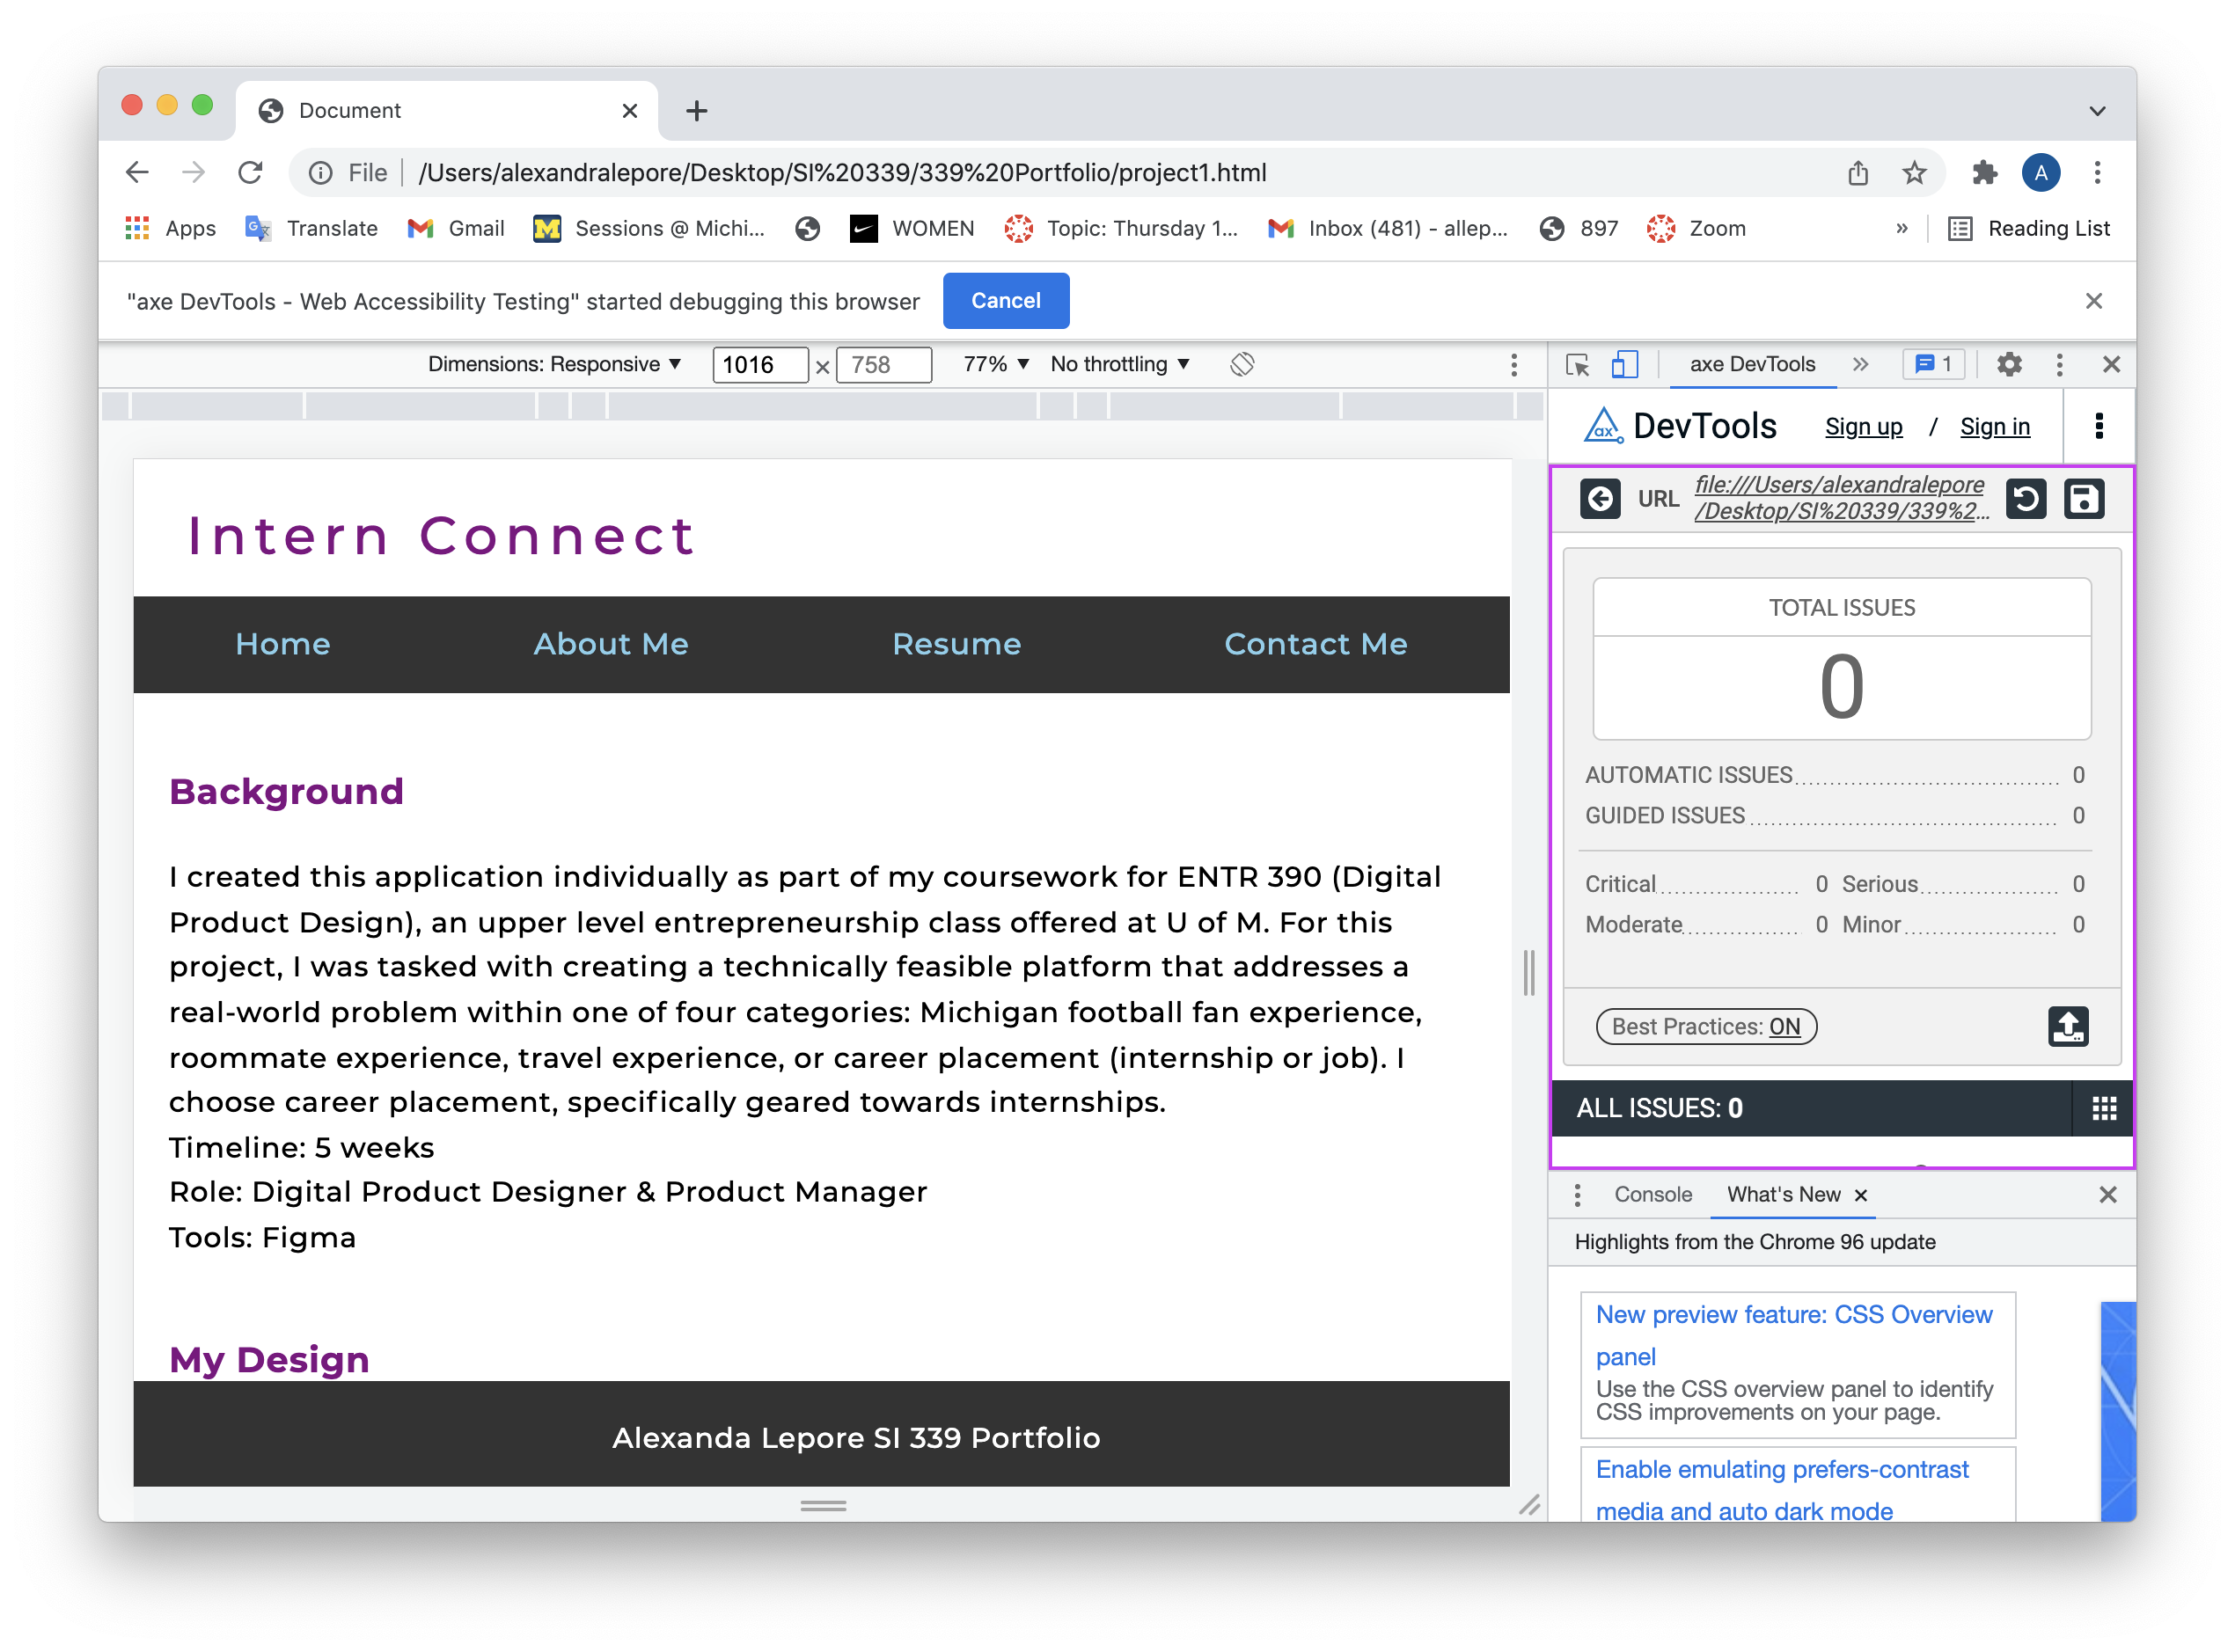 Document
File
/Users/alexandralepore/Desktop/SI%20339/339%20Portfolio/project1.html
A
Apps
Translate
Gmail
Sessions @ Michi...
WOMEN
Topic: Thursday 1...
Inbox (481) - allep...
897
Zoom
»
Reading List
"axe DevTools - Web Accessibility Testing" started debugging this browser
Cancel
Dimensions: Responsive
1016
×
758
77%
No throttling
axe DevTools
1
ax
DevTools
Sign up
/
Sign in
URL
file:///Users/alexandralepore
/Desktop/SI%20339/339%2...
Intern Connect
Home
About Me
Resume
Contact Me
Background
I created this application individually as part of my coursework for ENTR 390 (Digital
Product Design), an upper level entrepreneurship class offered at U of M. For this
project, I was tasked with creating a technically feasible platform that addresses a
real-world problem within one of four categories: Michigan football fan experience,
roommate experience, travel experience, or career placement (internship or job). I
choose career placement, specifically geared towards internships.
Timeline: 5 weeks
Role: Digital Product Designer & Product Manager
Tools: Figma
My Design
Alexanda Lepore SI 339 Portfolio
TOTAL ISSUES
0
AUTOMATIC ISSUES 0
GUIDED ISSUES 0
Critical 0 Serious 0
Moderate 0 Minor 0
Best Practices: ON
ALL ISSUES: 0
Console
What's New
Highlights from the Chrome 96 update
New preview feature: CSS Overview
panel
Use the CSS overview panel to identify
CSS improvements on your page.
Enable emulating prefers-contrast
media and auto dark mode